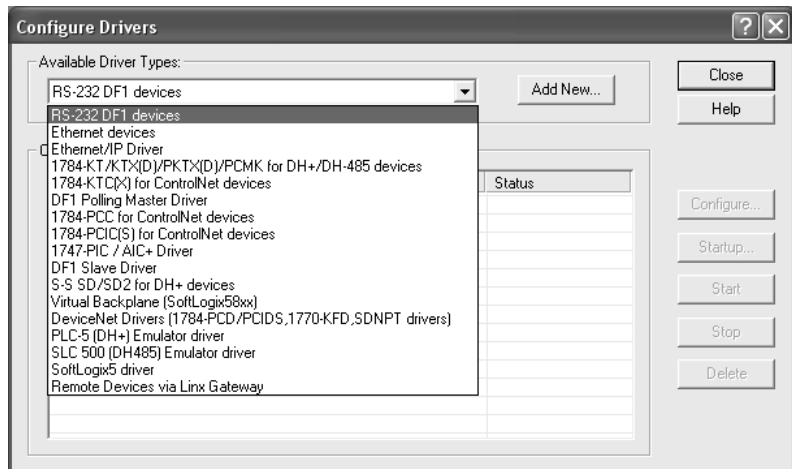 Configure Drivers
Available Driver Types:
RS-232 DF1 devices
Add New...
Close
Help
RS-232 DF1 devices
Ethernet devices
Ethernet/IP Driver
1784-KT/KTX(D)/PKTX(D)/PCMK for DH+/DH-485 devices
1784-KTC(X) for ControlNet devices
DF1 Polling Master Driver
1784-PCC for ControlNet devices
1784-PCIC(S) for ControlNet devices
1747-PIC / AIC+ Driver
DF1 Slave Driver
S-S SD/SD2 for DH+ devices
Virtual Backplane (SoftLogix58xx)
DeviceNet Drivers (1784-PCD/PCIDS,1770-KFD,SDNPT drivers)
PLC-5 (DH+) Emulator driver
SLC 500 (DH485) Emulator driver
SoftLogix5 driver
Remote Devices via Linx Gateway
Status
Configure...
Startup...
Start
Stop
Delete